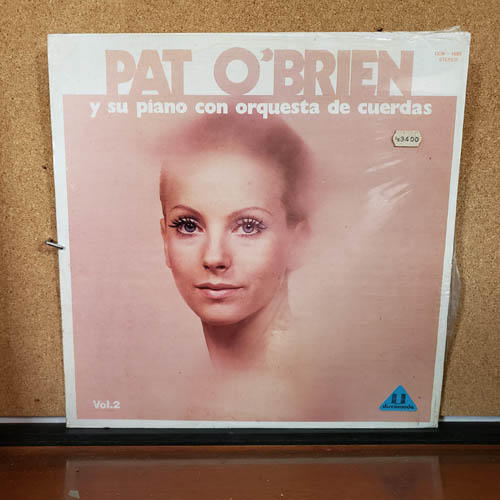 PAT O'BRIEN
STEREO
y su piano con orquesta de cuerdas
Vol.2